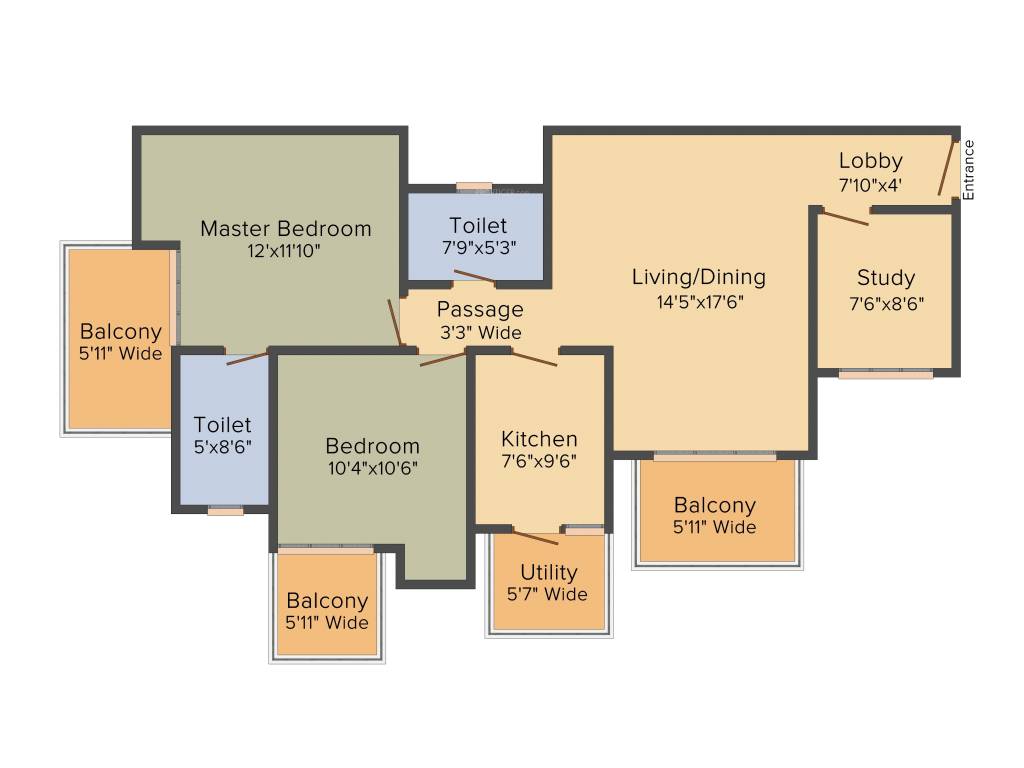 Lobby
7'10"x4'
Entrance
Master Bedroom
12'x11'10"
Toilet
7'9"x5'3"
Living/Dining
14'5"x17'6"
Study
7'6"x8'6"
Passage
3'3" Wide
Balcony
5'11" Wide
Toilet
5'x8'6"
Bedroom
10'4"x10'6"
Kitchen
7'6"x9'6"
Balcony
5'11" Wide
Utility
5'7" Wide
Balcony
5'11" Wide